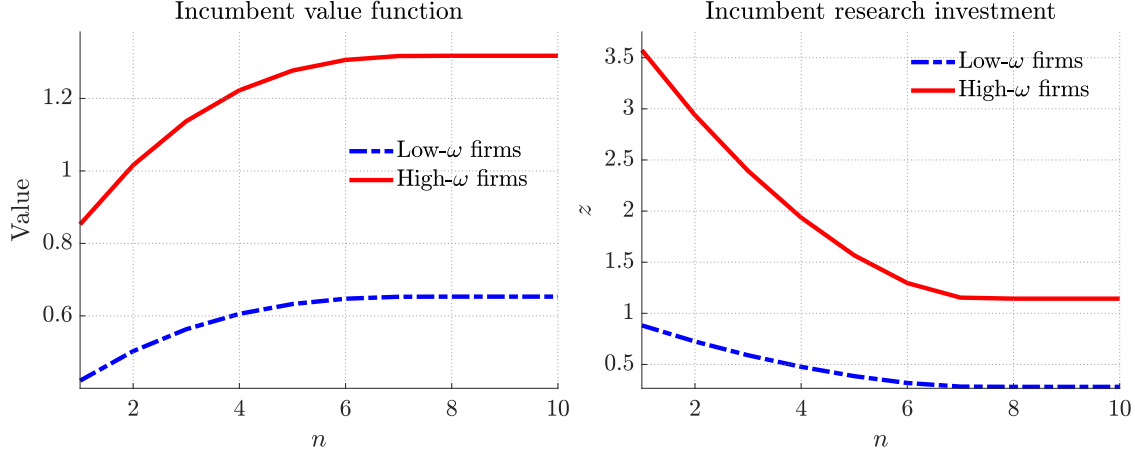 Incumbent value function
Value
1.2
1
0.8
0.6
Low-ω firms
High-ω firms
2 4 6 8 10
n
Incumbent research investment
z
3.5
3
2.5
2
1.5
1
0.5
Low-ω firms
High-ω firms
2 4 6 8 10
n